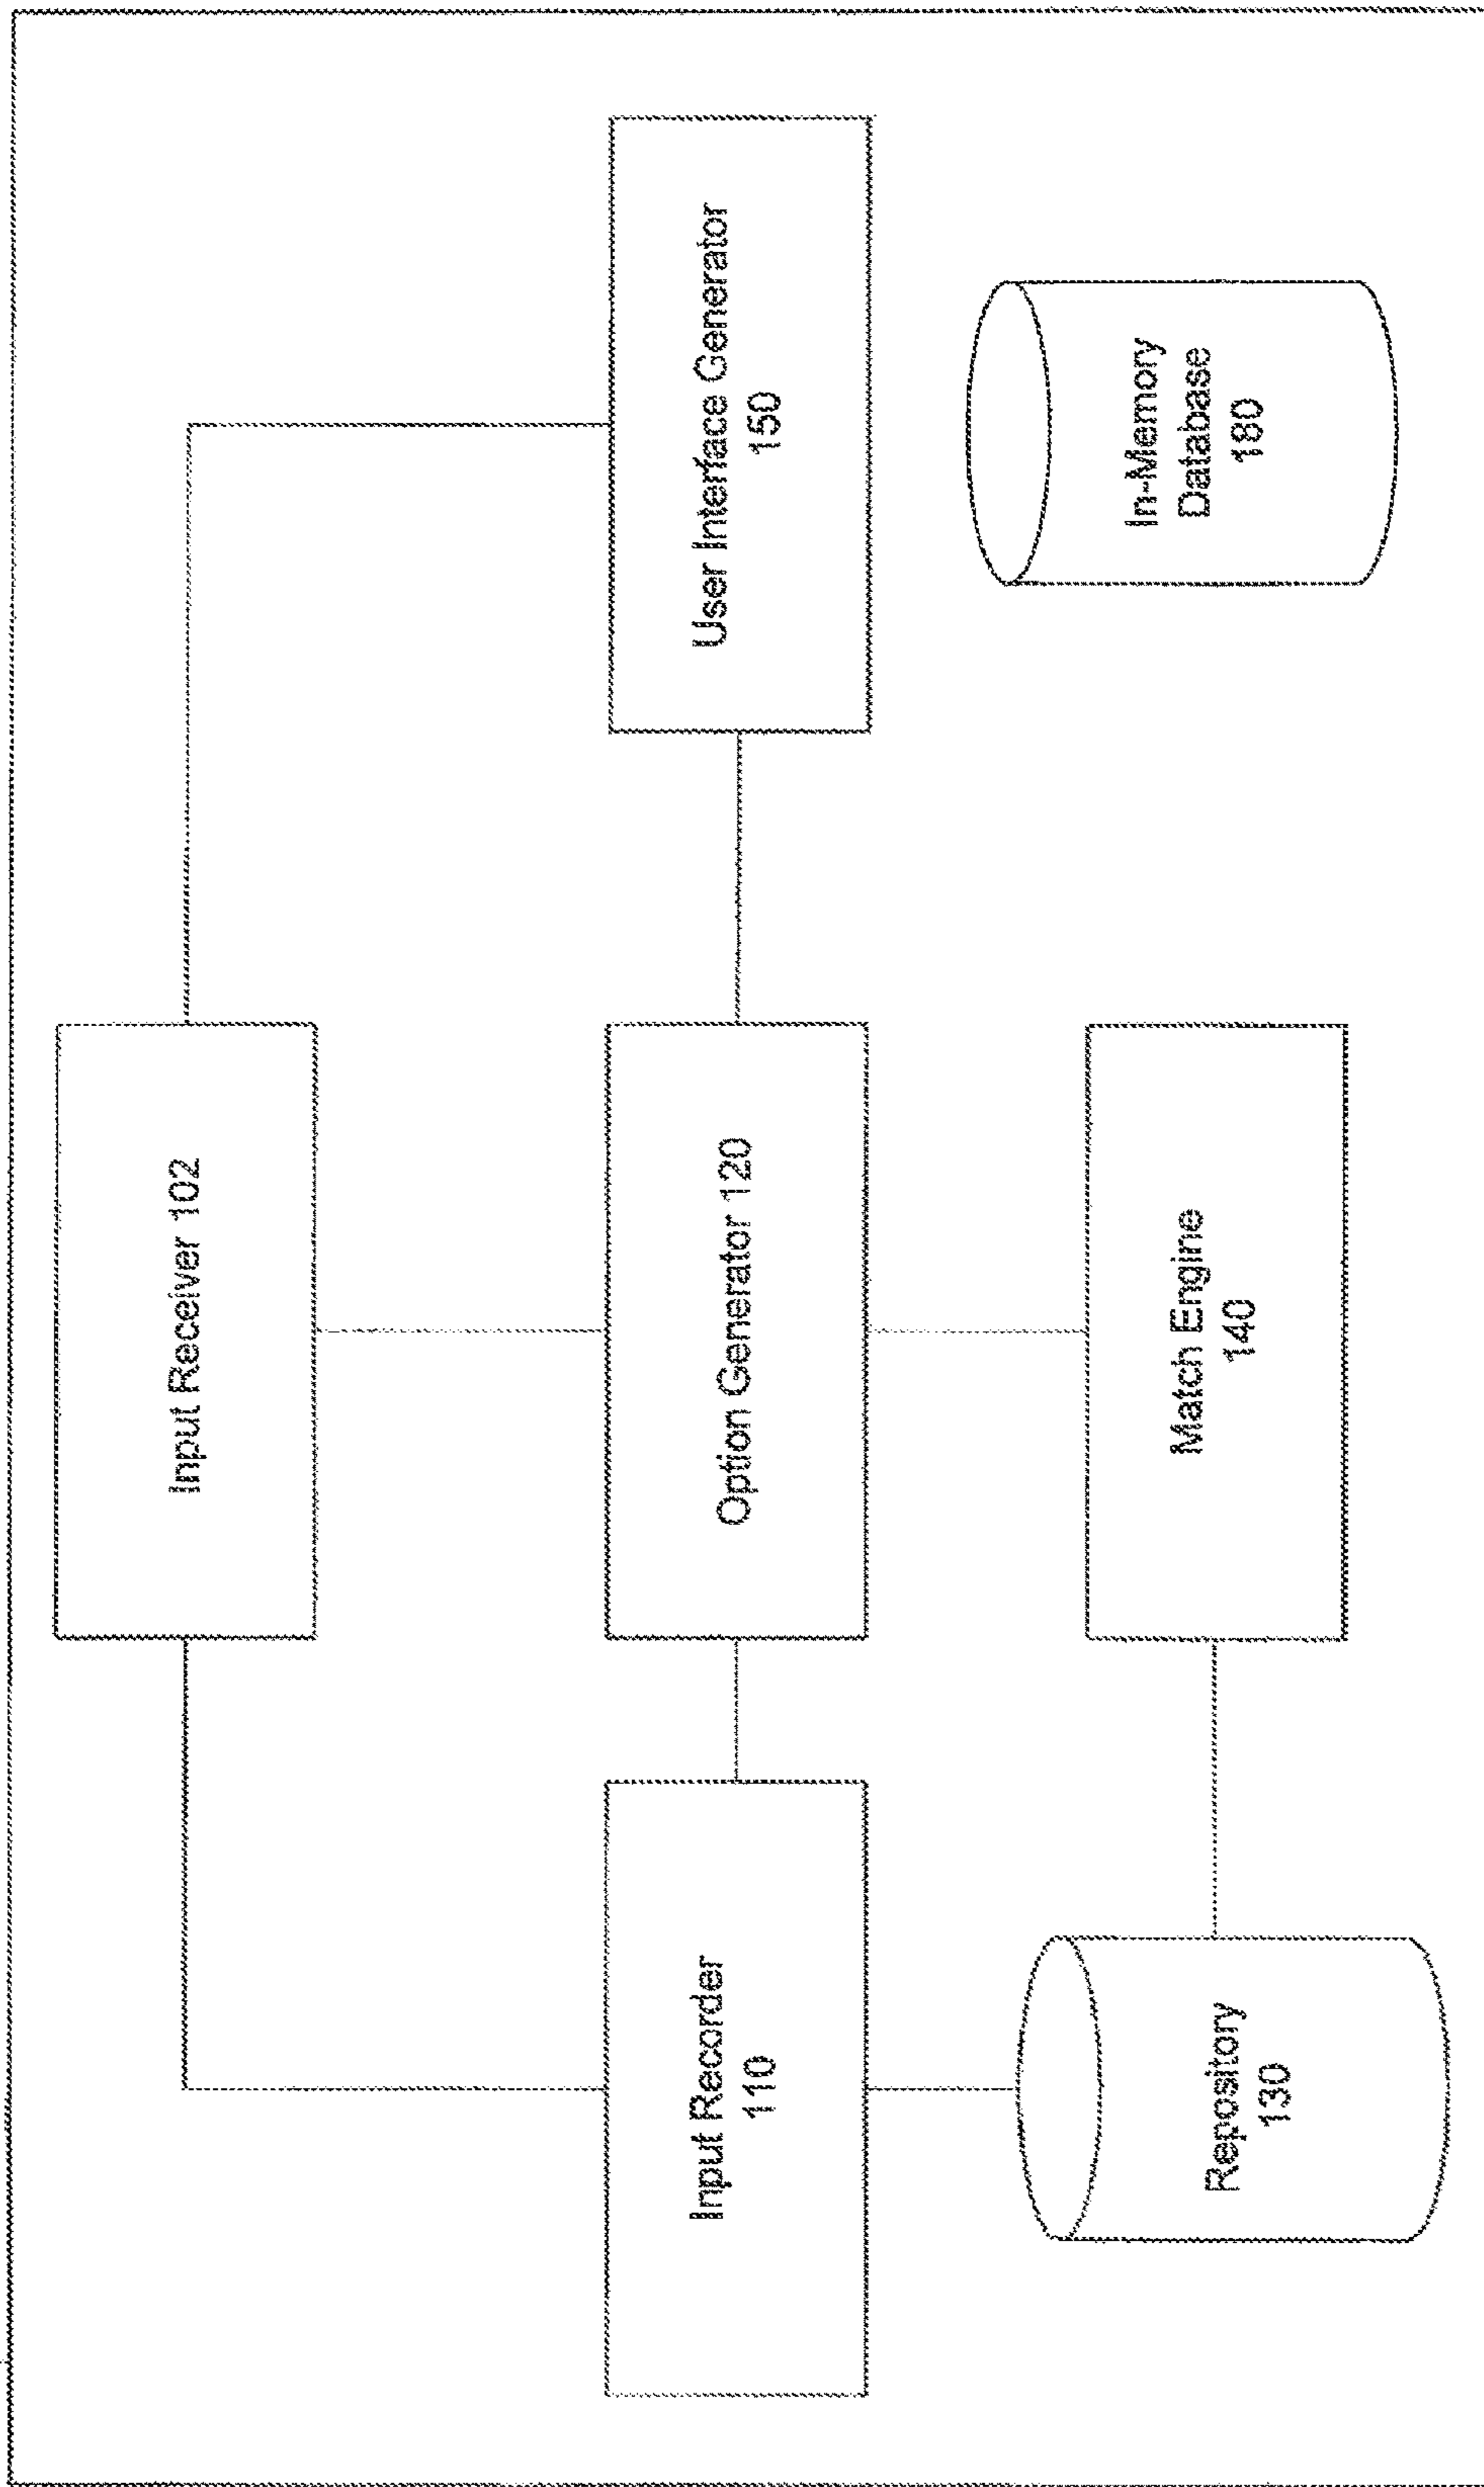 Input Receiver 102
Input Recorder
110
Option Generator 120
User Interface Generator
150
Repository
130
Match Engine
140
In-Memory
Database
180